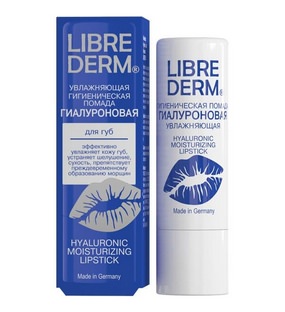 LIBRE
DERM®
УВЛАЖНЯЮЩАЯ
ГИГИЕНИЧЕСКАЯ
ПОМАДА
ГИАЛУРОНОВАЯ
для губ
эффективно
увлажняет кожу губ,
устраняет шелушение,
сухость, препятствует
преждевременному
образованию морщин
HYALURONIC
MOISTURIZING
LIPSTICK
Made in Germany
LIBRE
DERM®
ГИГИЕНИЧЕСКАЯ ПОМАДА
ГИАЛУРОНОВАЯ
УВЛАЖНЯЮЩАЯ
HYALURONIC
MOISTURIZING
LIPSTICK
Made in Germany